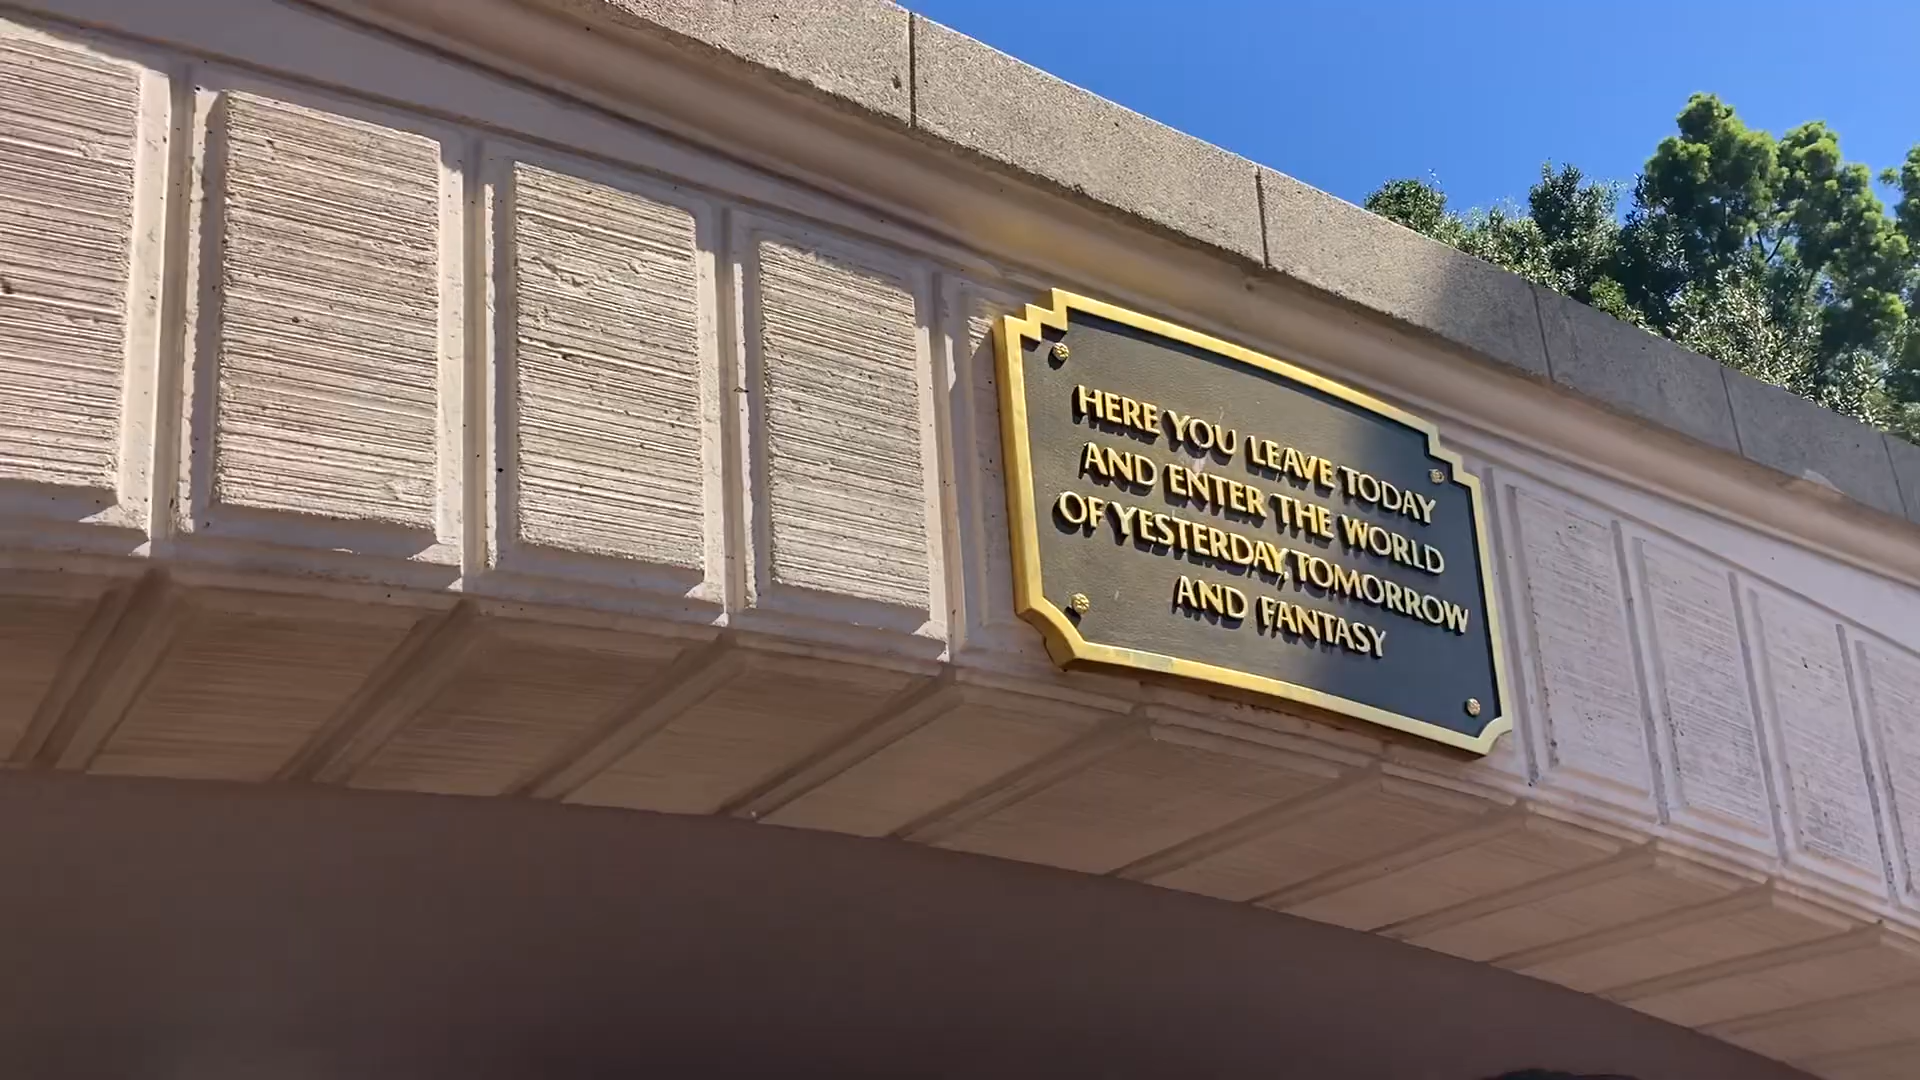 HERE YOU LEAVE TODAY
AND ENTER THE WORLD
OF YESTERDAY, TOMORROW
AND FANTASY